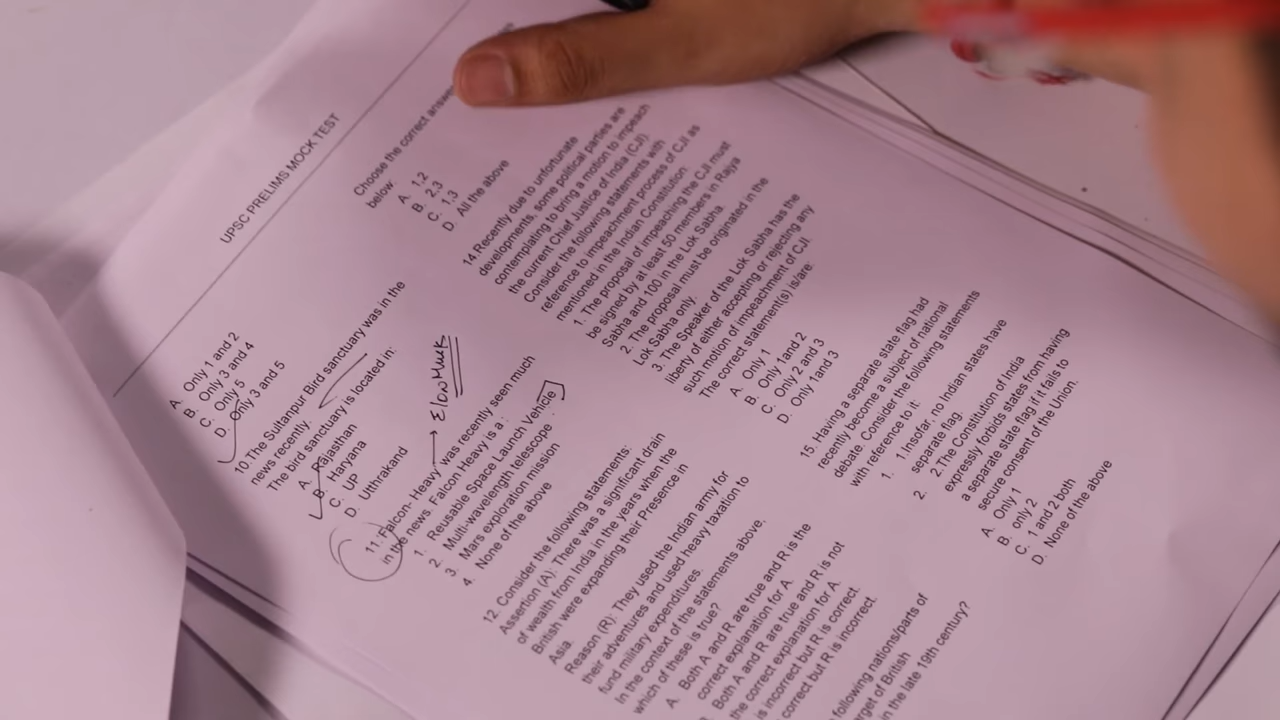 UPSC PRELIMS MOCK TEST
A Only 1 and 2
B. Only 3 and 4
C. Only 5
D. Only 3 and 5
10.The Sultanpur Bird sanctuary was in the
news recently.
The bird sanctuary is located in:
A. Rajasthan
B. Haryana
C. UP
D. Utthrakand
11.'Falcon- Heavy' was recently seen much
in the news. Falcon Heavy is a :
1. Reusable Space Launch Vehicle
2. Multi-wavelength telescope
3. Mars exploration mission
4. None of the above
12. Consider the following statements:
Assertion (A): There was a significant drain
of wealth from India in the years when the
British were expanding their Presence in
Asia.
Reason (R): They used the Indian army for
their adventures and used heavy taxation to
fund military expenditures.
In the context of the statements above,
which of these is true?
A. Both A and R are true and R is the
correct explanation for A.
Both A and R are true and R is not
the correct explanation for A.
is incorrect but R is correct.
correct but R is incorrect.
following nations/parts of
target of British
in the late 19th century?
Choose the correct answer
below
A. 1,2
B. 2,3
C. 1,3
D. All the above
14.Recently due to unfortunate
developments, some political parties are
contemplating to bring a motion to impeach
the current Chief Justice of India (CJI).
Consider the following statements with
reference to impeachment process of CJI as
mentioned in the Indian Constitution:
1. The proposal of impeaching the CJI must
be signed by at least 50 members in Rajya
Sabha and 100 in the Lok Sabha.
2. The proposal must be originated in the
Lok Sabha only.
3. The Speaker of the Lok Sabha has the
liberty of either accepting or rejecting any
such motion of impeachment of CJI.
The correct statement(s) is/are:
A. Only 1
B. Only 1and 2
C. Only 2 and 3
D. Only 1and 3
15. Having a separate state flag had
recently become a subject of national
debate. Consider the following statements
with reference to it:
1. 1.Insofar, no Indian states have
separate flag.
2. 2.The Constitution of India
expressly forbids states from having
a separate state flag if it fails to
secure consent of the Union.
A. Only 1
B. only 2
C. 1 and 2 both
D. None of the above